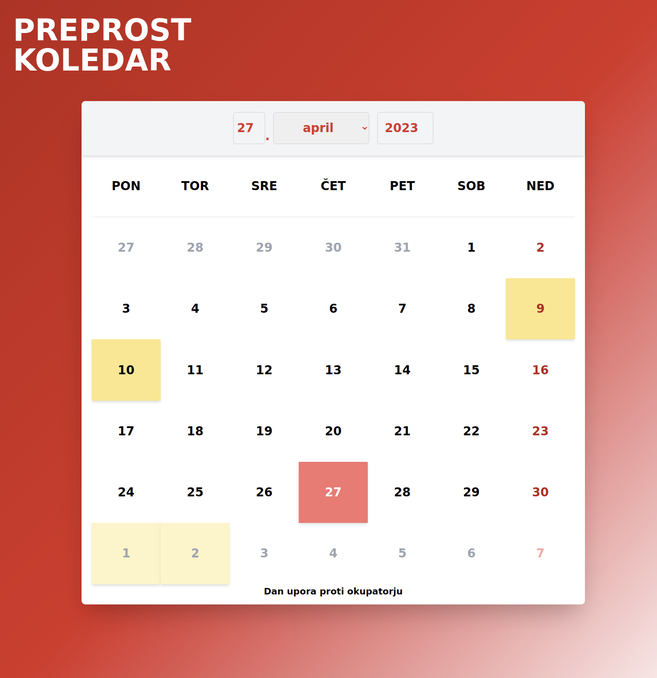 PREPROST
KOLEDAR
27 . april 2023
PON TOR SRE ČET PET SOB NED
27 28 29 30 31 1 2
3 4 5 6 7 8 9
10 11 12 13 14 15 16
17 18 19 20 21 22 23
24 25 26 27 28 29 30
1 2 3 4 5 6 7
Dan upora proti okupatorju